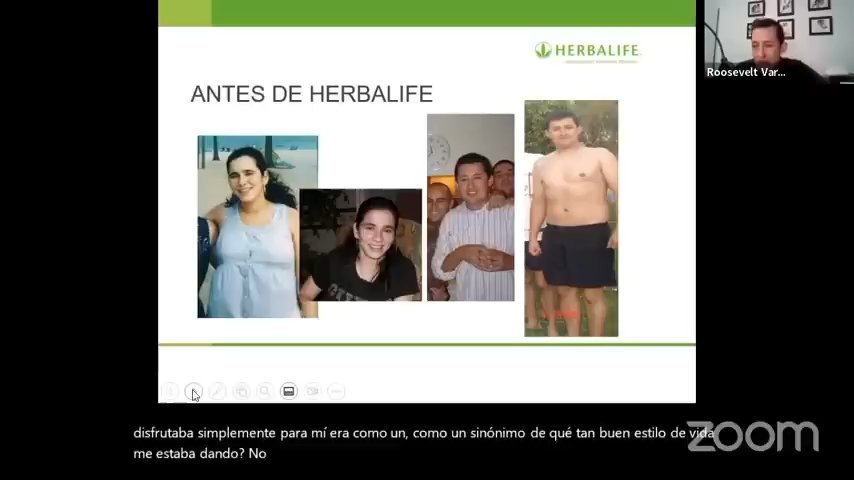 HERBALIFE
Roosevelt Var...
ANTES DE HERBALIFE
disfrutaba simplemente para mí era como un, como un sinónimo de qué tan buen estilo de vida
me estaba dando? No
zoom